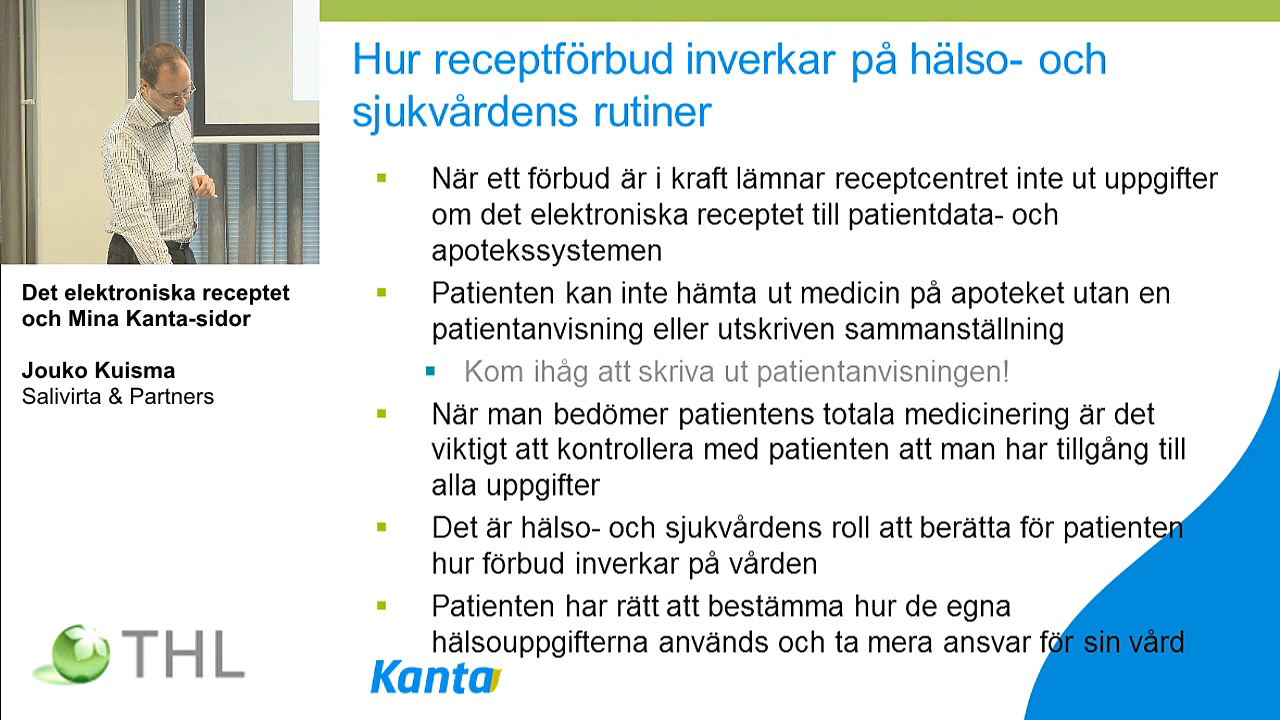 Hur receptförbud inverkar på hälso- och
sjukvårdens rutiner
När ett förbud är i kraft lämnar receptcentret inte ut uppgifter
om det elektroniska receptet till patientdata- och
apotekssystemen
Patienten kan inte hämta ut medicin på apoteket utan en
patientanvisning eller utskriven sammanställning
Kom ihåg att skriva ut patientanvisningen!
När man bedömer patientens totala medicinering är det
viktigt att kontrollera med patienten att man har tillgång till
alla uppgifter
Det är hälso- och sjukvårdens roll att berätta för patienten
hur förbud inverkar på vården
Patienten har rätt att bestämma hur de egna
hälsouppgifterna används och ta mera ansvar för sin vård
Kanta
Det elektroniska receptet
och Mina Kanta-sidor
Jouko Kuisma
Salivirta & Partners
THL